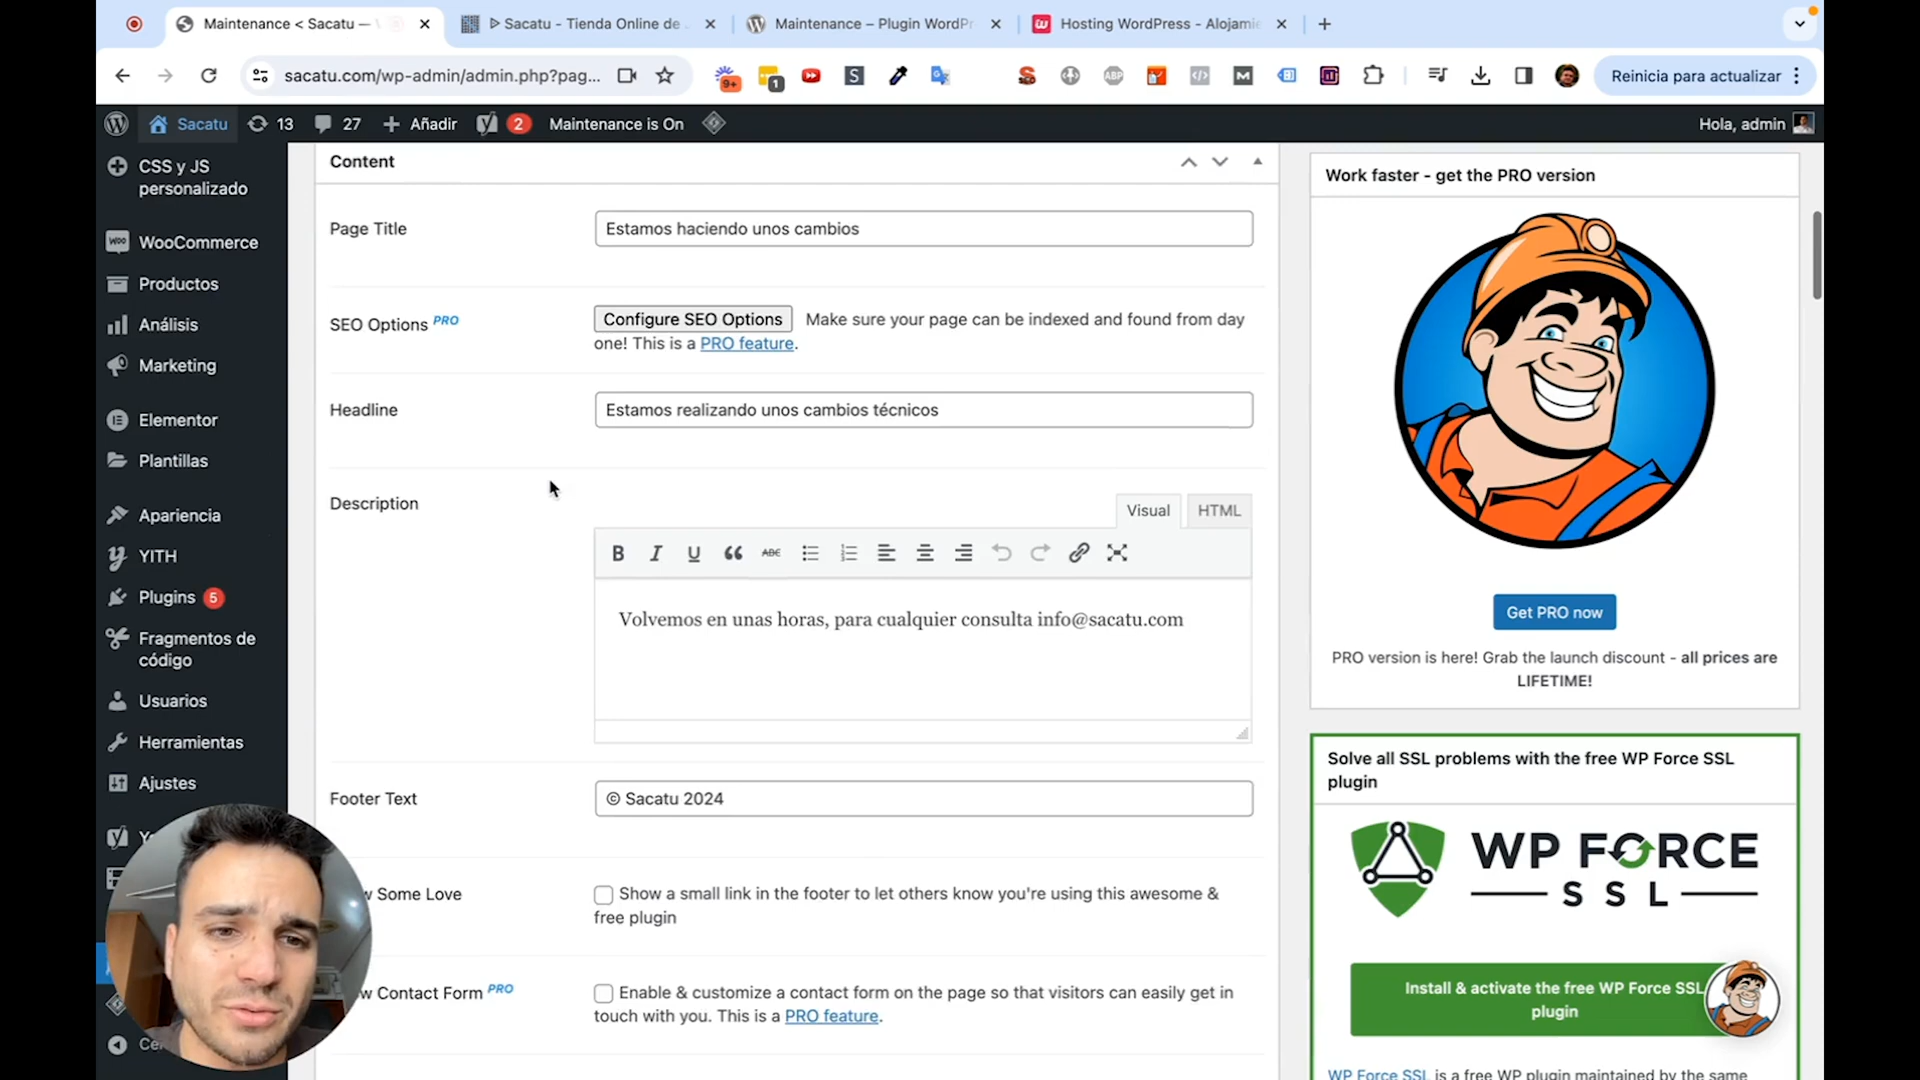 Maintenance < Sacatu —
ᐅ Sacatu - Tienda Online de
Maintenance – Plugin WordPr
Hosting WordPress - Alojamie
sacatu.com/wp-admin/admin.php?pag...
9+
1
S
SEO
ABP
M
Reinicia para actualizar
Sacatu
13
27
Añadir
2
Maintenance is On
Hola, admin
CSS y JS
personalizado
WooCommerce
Productos
Análisis
Marketing
Elementor
Plantillas
Apariencia
YITH
Plugins 5
Fragmentos de
código
Usuarios
Herramientas
Ajustes
Content
Page Title
Estamos haciendo unos cambios
SEO Options PRO
Configure SEO Options Make sure your page can be indexed and found from day
one! This is a PRO feature.
Headline
Estamos realizando unos cambios técnicos
Description
Visual
HTML
B I U ABC
Volvemos en unas horas, para cualquier consulta info@sacatu.com
Footer Text
© Sacatu 2024
w Some Love
Show a small link in the footer to let others know you're using this awesome &
free plugin
w Contact Form PRO
Enable & customize a contact form on the page so that visitors can easily get in
touch with you. This is a PRO feature.
Work faster - get the PRO version
Get PRO now
PRO version is here! Grab the launch discount - all prices are
LIFETIME!
Solve all SSL problems with the free WP Force SSL
plugin
WP FORCE
SSL
Install & activate the free WP Force SSL
plugin
WP Force SSL is a free WP plugin maintained by the same